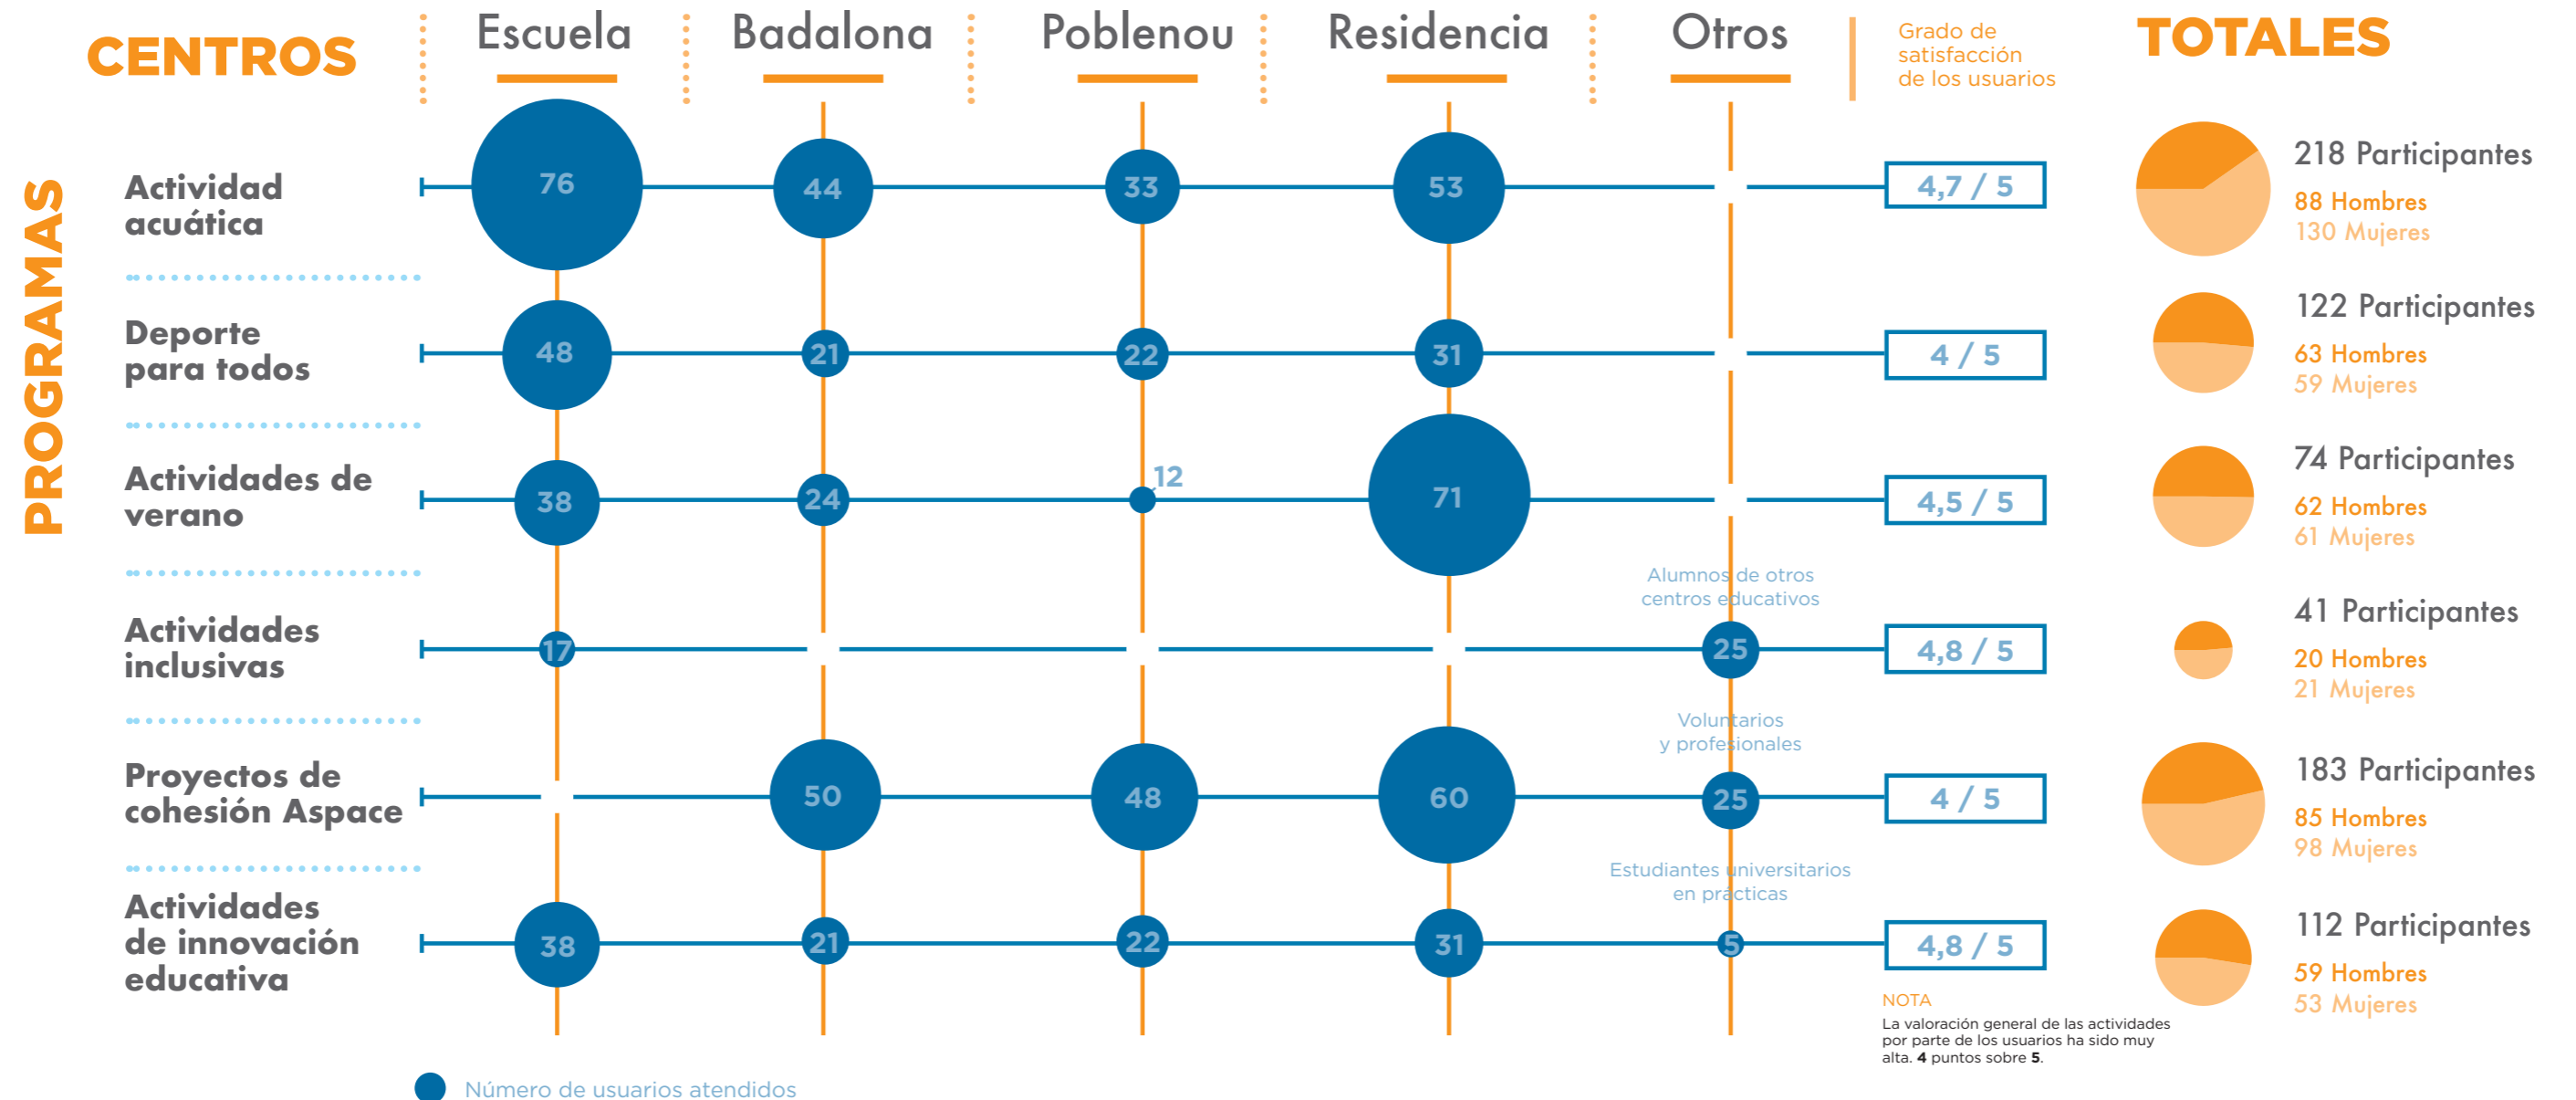 CENTROS
Escuela
Badalona
Poblenou
Residencia
Otros
Grado de
satisfacción
de los usuarios
TOTALES
PROGRAMAS
Actividad
acuática
76
44
33
53
4,7 / 5
218 Participantes
88 Hombres
130 Mujeres
Deporte
para todos
48
21
22
31
4 / 5
122 Participantes
63 Hombres
59 Mujeres
Actividades de
verano
38
24
12
71
4,5 / 5
74 Participantes
62 Hombres
61 Mujeres
Actividades
inclusivas
17
Alumnos de otros
centros educativos
25
4,8 / 5
41 Participantes
20 Hombres
21 Mujeres
Proyectos de
cohesión Aspace
50
48
60
Voluntarios
y profesionales
25
4 / 5
183 Participantes
85 Hombres
98 Mujeres
Actividades
de innovación
educativa
38
21
22
31
Estudiantes universitarios
en prácticas
5
4,8 / 5
112 Participantes
59 Hombres
53 Mujeres
NOTA
La valoración general de las actividades
por parte de los usuarios ha sido muy
alta. 4 puntos sobre 5.
Número de usuarios atendidos